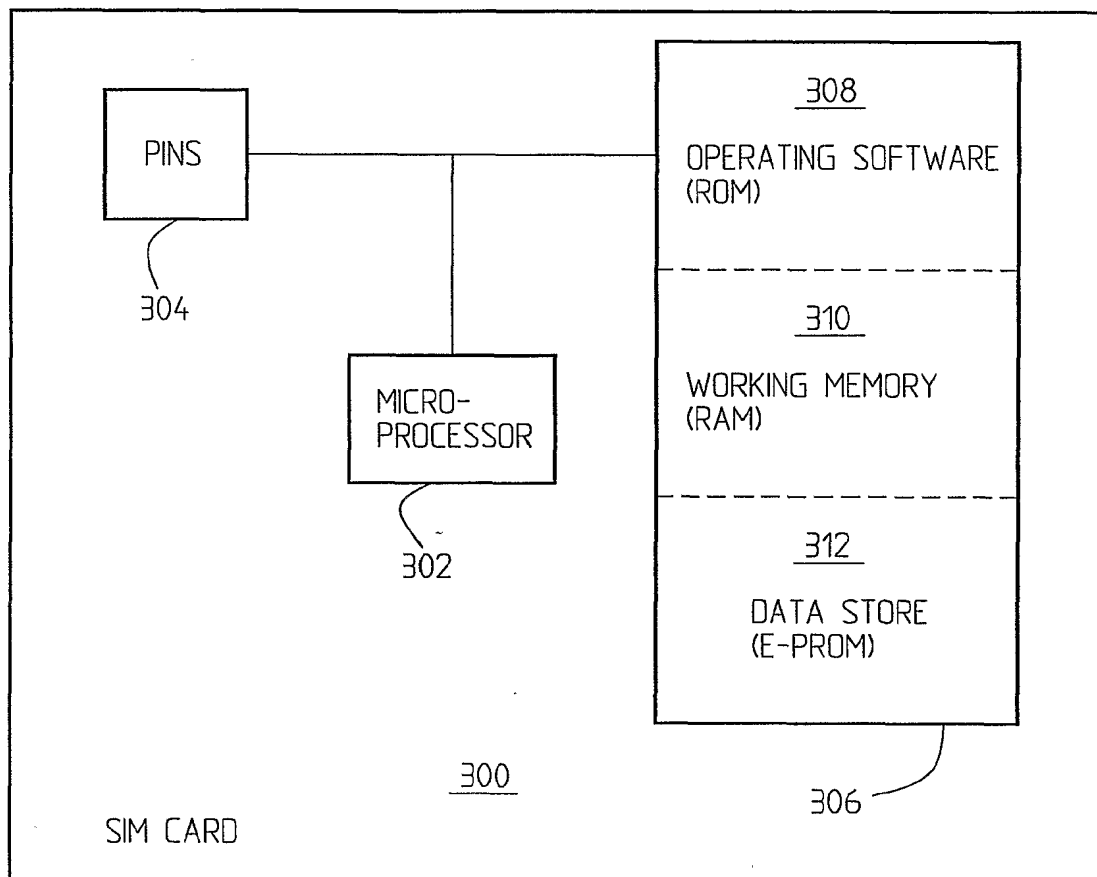 308
PINS
OPERATING SOFTWARE
(ROM)
304
310
WORKING MEMORY
(RAM)
MICRO-
PROCESSOR
302
312
DATA STORE
(E-PROM)
300
306
SIM CARD